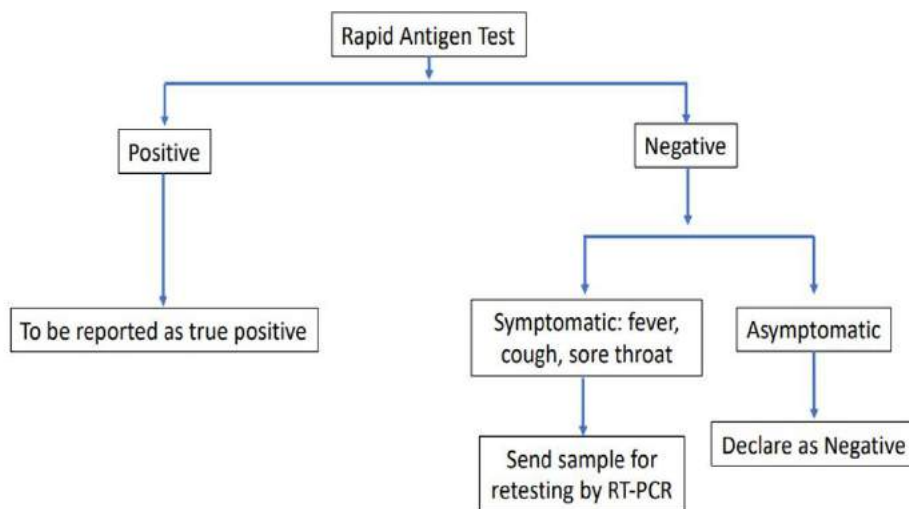 Rapid Antigen Test
Positive
Negative
To be reported as true positive
Symptomatic: fever,
cough, sore throat
Asymptomatic
Send sample for
retesting by RT-PCR
Declare as Negative